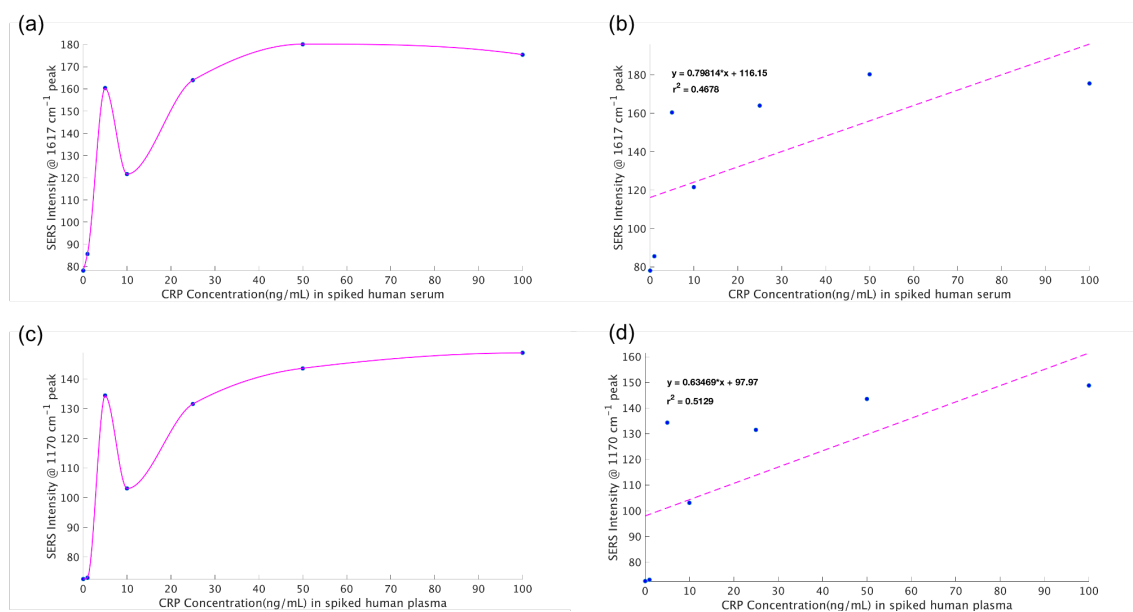 (a)
SERS Intensity @ 1617 cm⁻¹ peak
180
170
160
150
140
130
120
110
100
90
80
0 10 20 30 40 50 60 70 80 90 100
CRP Concentration(ng/mL) in spiked human serum
(b)
SERS Intensity @ 1617 cm⁻¹ peak
y = 0.79814*x + 116.15
r² = 0.4678
180
160
140
120
100
80
0 10 20 30 40 50 60 70 80 90 100
CRP Concentration(ng/mL) in spiked human serum
(c)
SERS Intensity @ 1170 cm⁻¹ peak
140
130
120
110
100
90
80
0 10 20 30 40 50 60 70 80 90 100
CRP Concentration(ng/mL) in spiked human plasma
(d)
SERS Intensity @ 1170 cm⁻¹ peak
y = 0.63469*x + 97.97
r² = 0.5129
160
150
140
130
120
110
100
90
80
0 10 20 30 40 50 60 70 80 90 100
CRP Concentration(ng/mL) in spiked human plasma